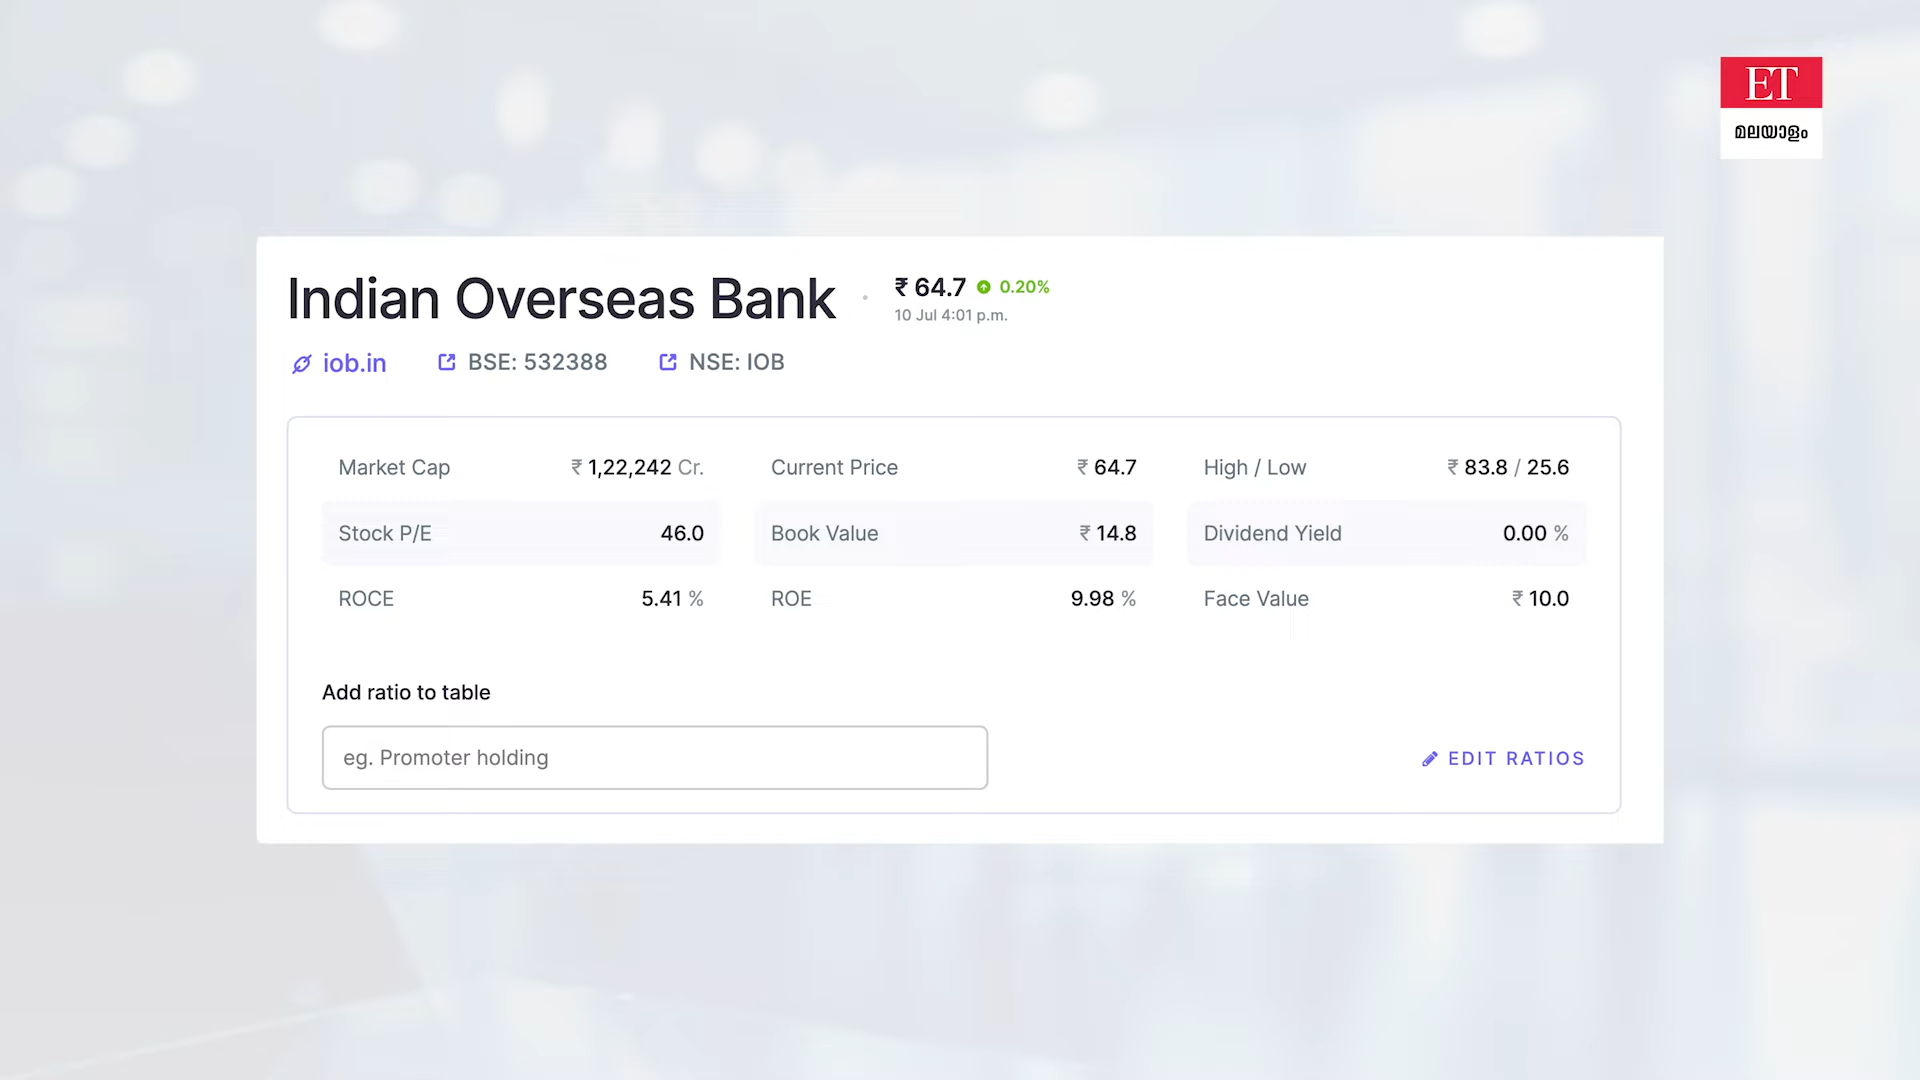 ET
മലയാളം
Indian Overseas Bank
₹ 64.7 0.20%
10 Jul 4:01 p.m.
iob.in BSE: 532388 NSE: IOB
Market Cap ₹ 1,22,242 Cr. Current Price ₹ 64.7 High / Low ₹ 83.8 / 25.6
Stock P/E 46.0 Book Value ₹ 14.8 Dividend Yield 0.00 %
ROCE 5.41 % ROE 9.98 % Face Value ₹ 10.0
Add ratio to table
eg. Promoter holding EDIT RATIOS